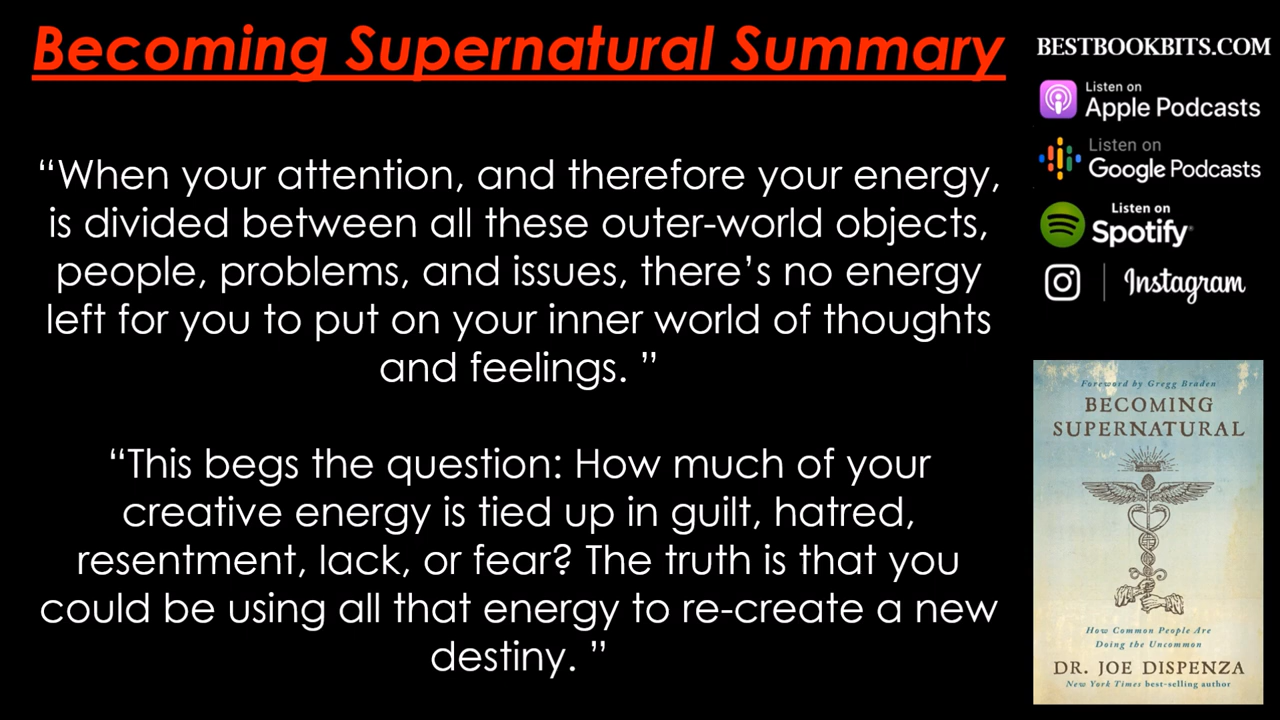 Becoming Supernatural Summary
“When your attention, and therefore your energy,
is divided between all these outer-world objects,
people, problems, and issues, there’s no energy
left for you to put on your inner world of thoughts
and feelings. ”
“This begs the question: How much of your
creative energy is tied up in guilt, hatred,
resentment, lack, or fear? The truth is that you
could be using all that energy to re-create a new
destiny. ”
BESTBOOKBITS.COM
Listen on
Apple Podcasts
Listen on
Google Podcasts
Listen on
Spotify
Instagram
Foreword by Gregg Braden
BECOMING
SUPERNATURAL
How Common People Are
Doing the Uncommon
DR. JOE DISPENZA
New York Times best-selling author